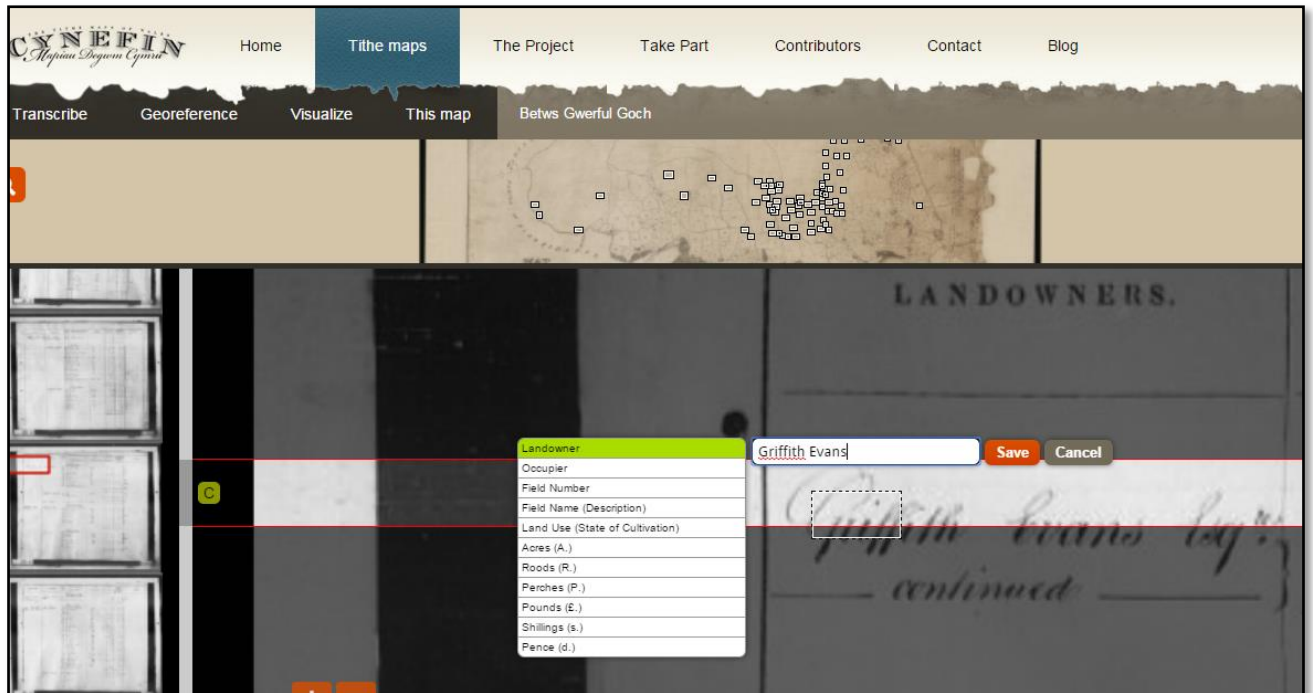 CYNEFIN
Mapiau Degwm Cymru
Home
Tithe maps
The Project
Take Part
Contributors
Contact
Blog
Transcribe
Georeference
Visualize
This map
Betws Gwerful Goch
LANDOWNERS.
Landowner
Griffith Evans
Save
Cancel
Occupier
Field Number
Field Name (Description)
Land Use (State of Cultivation)
Acres (A.)
Roods (R.)
Perches (P.)
Pounds (£.)
Shillings (s.)
Pence (d.)
C
Griffith Evans Esqr.
continued